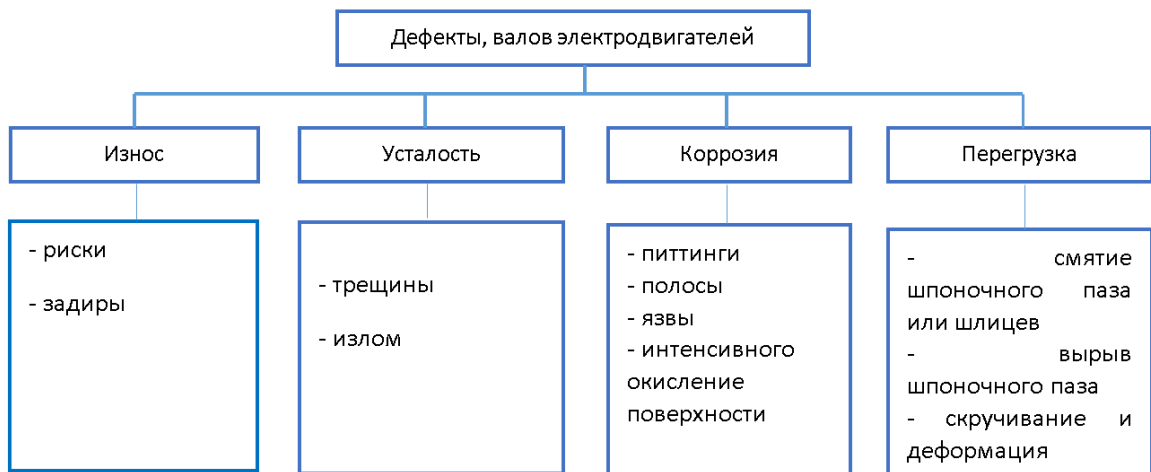 Дефекты, валов электродвигателей
Износ
Усталость
Коррозия
Перегрузка
- риски
- задиры
- трещины
- излом
- питтинги
- полосы
- язвы
- интенсивного
окисление
поверхности
- смятие
шпоночного паза
или шлицев
- вырыв
шпоночного паза
- скручивание и
деформация